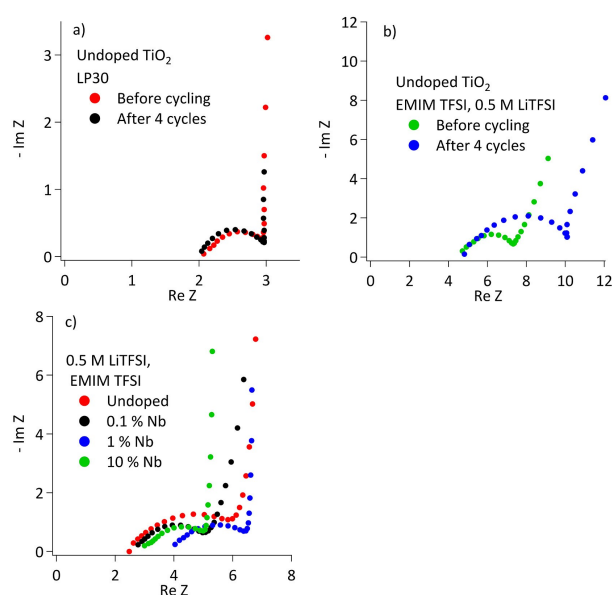 a)
Undoped TiO₂
LP30
Before cycling
After 4 cycles
- Im Z
3
2
1
0
0
1
2
3
Re Z
b)
Undoped TiO₂
EMIM TFSI, 0.5 M LiTFSI
Before cycling
After 4 cycles
- Im Z
12
10
8
6
4
2
0
0
2
4
6
8
10
12
Re Z
c)
0.5 M LiTFSI,
EMIM TFSI
Undoped
0.1 % Nb
1 % Nb
10 % Nb
- Im Z
8
6
4
2
0
0
2
4
6
8
Re Z